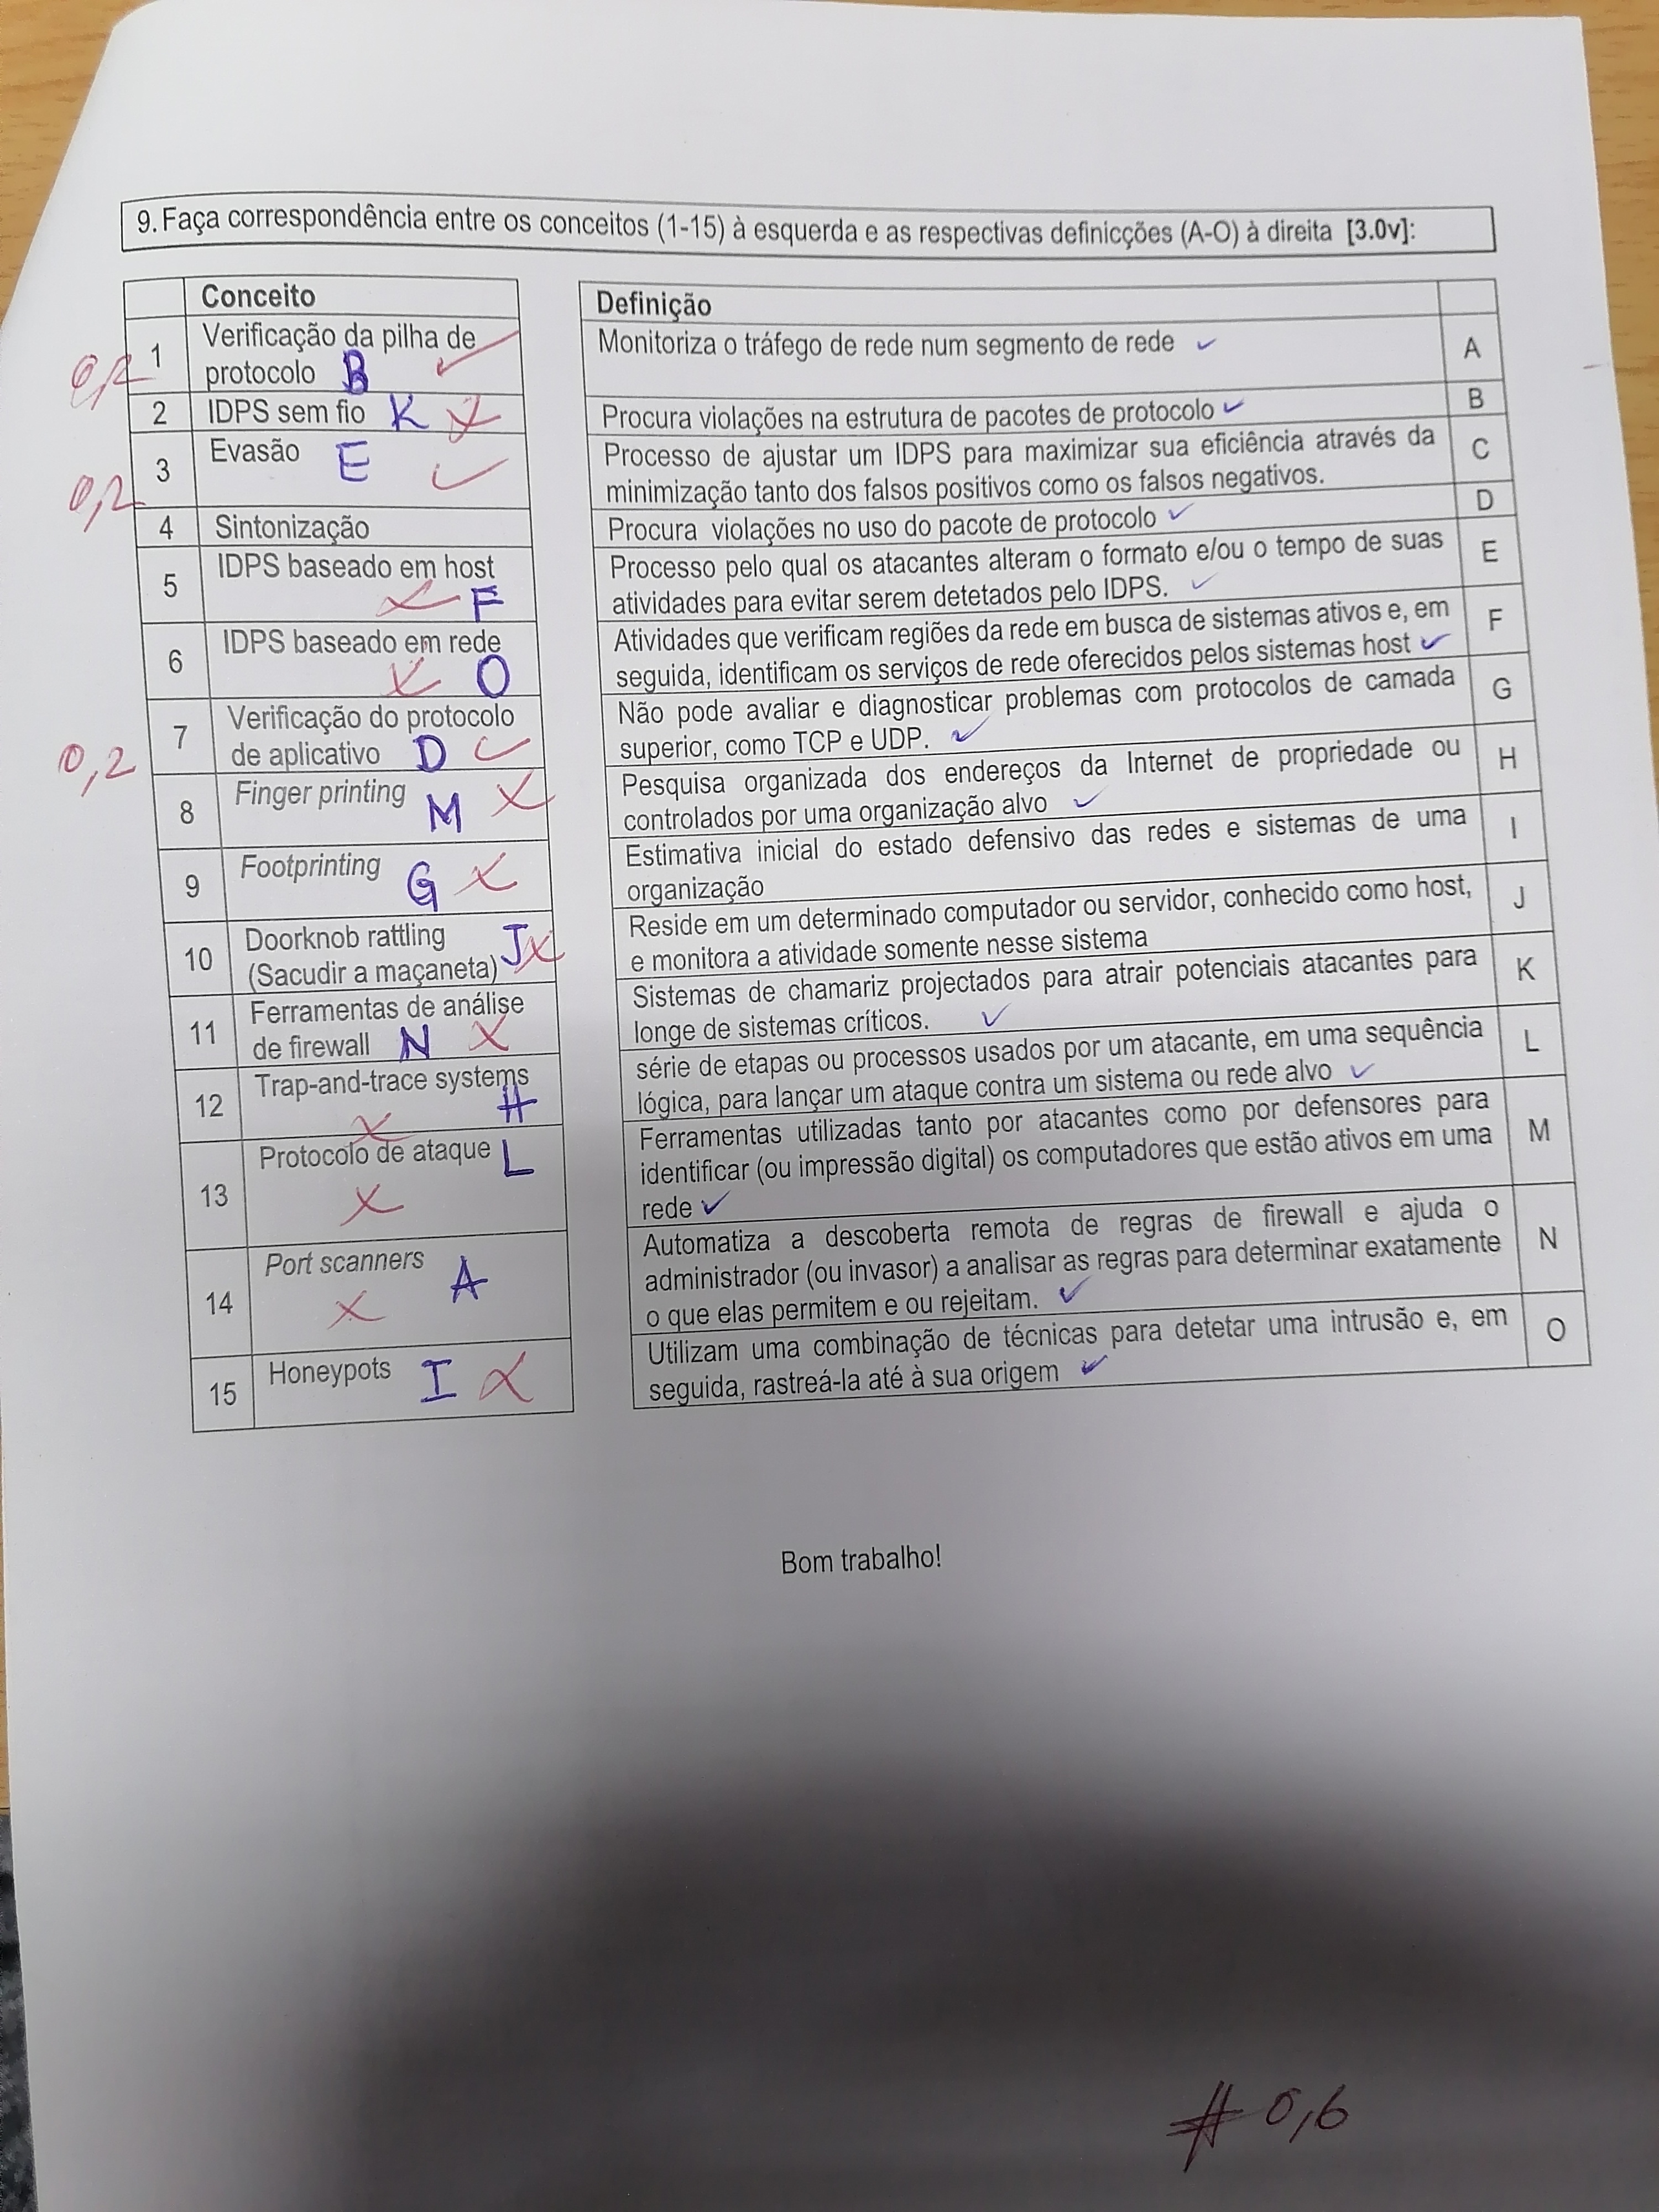 9. Faça correspondência entre os conceitos (1-15) à esquerda e as respectivas definicções (A-O) à direita [3.0v]:
Conceito
0,2
1
Verificação da pilha de
protocolo B
2
IDPS sem fio K
0,2
3
Evasão E
4
Sintonização
5
IDPS baseado em host
F
6
IDPS baseado em rede
O
0,2
7
Verificação do protocolo
de aplicativo D
8
Finger printing M
9
Footprinting G
10
Doorknob rattling
(Sacudir a maçaneta) J
11
Ferramentas de análise
de firewall N
12
Trap-and-trace systems
H
13
Protocolo de ataque L
14
Port scanners A
15
Honeypots I
Definição
Monitoriza o tráfego de rede num segmento de rede
A
Procura violações na estrutura de pacotes de protocolo
B
Processo de ajustar um IDPS para maximizar sua eficiência através da
minimização tanto dos falsos positivos como os falsos negativos.
C
Procura violações no uso do pacote de protocolo
D
Processo pelo qual os atacantes alteram o formato e/ou o tempo de suas
atividades para evitar serem detetados pelo IDPS.
E
Atividades que verificam regiões da rede em busca de sistemas ativos e, em
seguida, identificam os serviços de rede oferecidos pelos sistemas host
F
Não pode avaliar e diagnosticar problemas com protocolos de camada
superior, como TCP e UDP.
G
Pesquisa organizada dos endereços da Internet de propriedade ou
controlados por uma organização alvo
H
Estimativa inicial do estado defensivo das redes e sistemas de uma
organização
I
Reside em um determinado computador ou servidor, conhecido como host,
e monitora a atividade somente nesse sistema
J
Sistemas de chamariz projectados para atrair potenciais atacantes para
longe de sistemas críticos.
K
série de etapas ou processos usados por um atacante, em uma sequência
lógica, para lançar um ataque contra um sistema ou rede alvo
L
Ferramentas utilizadas tanto por atacantes como por defensores para
identificar (ou impressão digital) os computadores que estão ativos em uma
rede
M
Automatiza a descoberta remota de regras de firewall e ajuda o
administrador (ou invasor) a analisar as regras para determinar exatamente
o que elas permitem e ou rejeitam.
N
Utilizam uma combinação de técnicas para detetar uma intrusão e, em
seguida, rastreá-la até à sua origem
O
Bom trabalho!
# 0,6